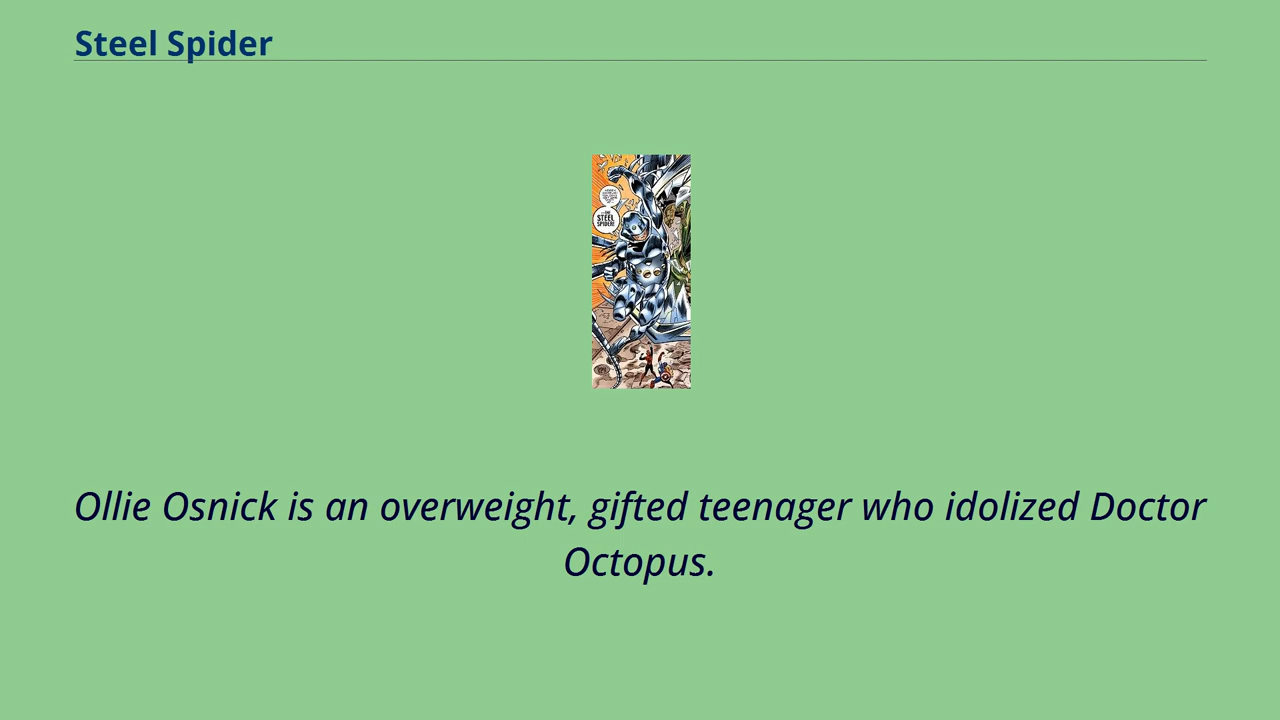 Steel Spider
STEEL
SPIDER!
Ollie Osnick is an overweight, gifted teenager who idolized Doctor
Octopus.